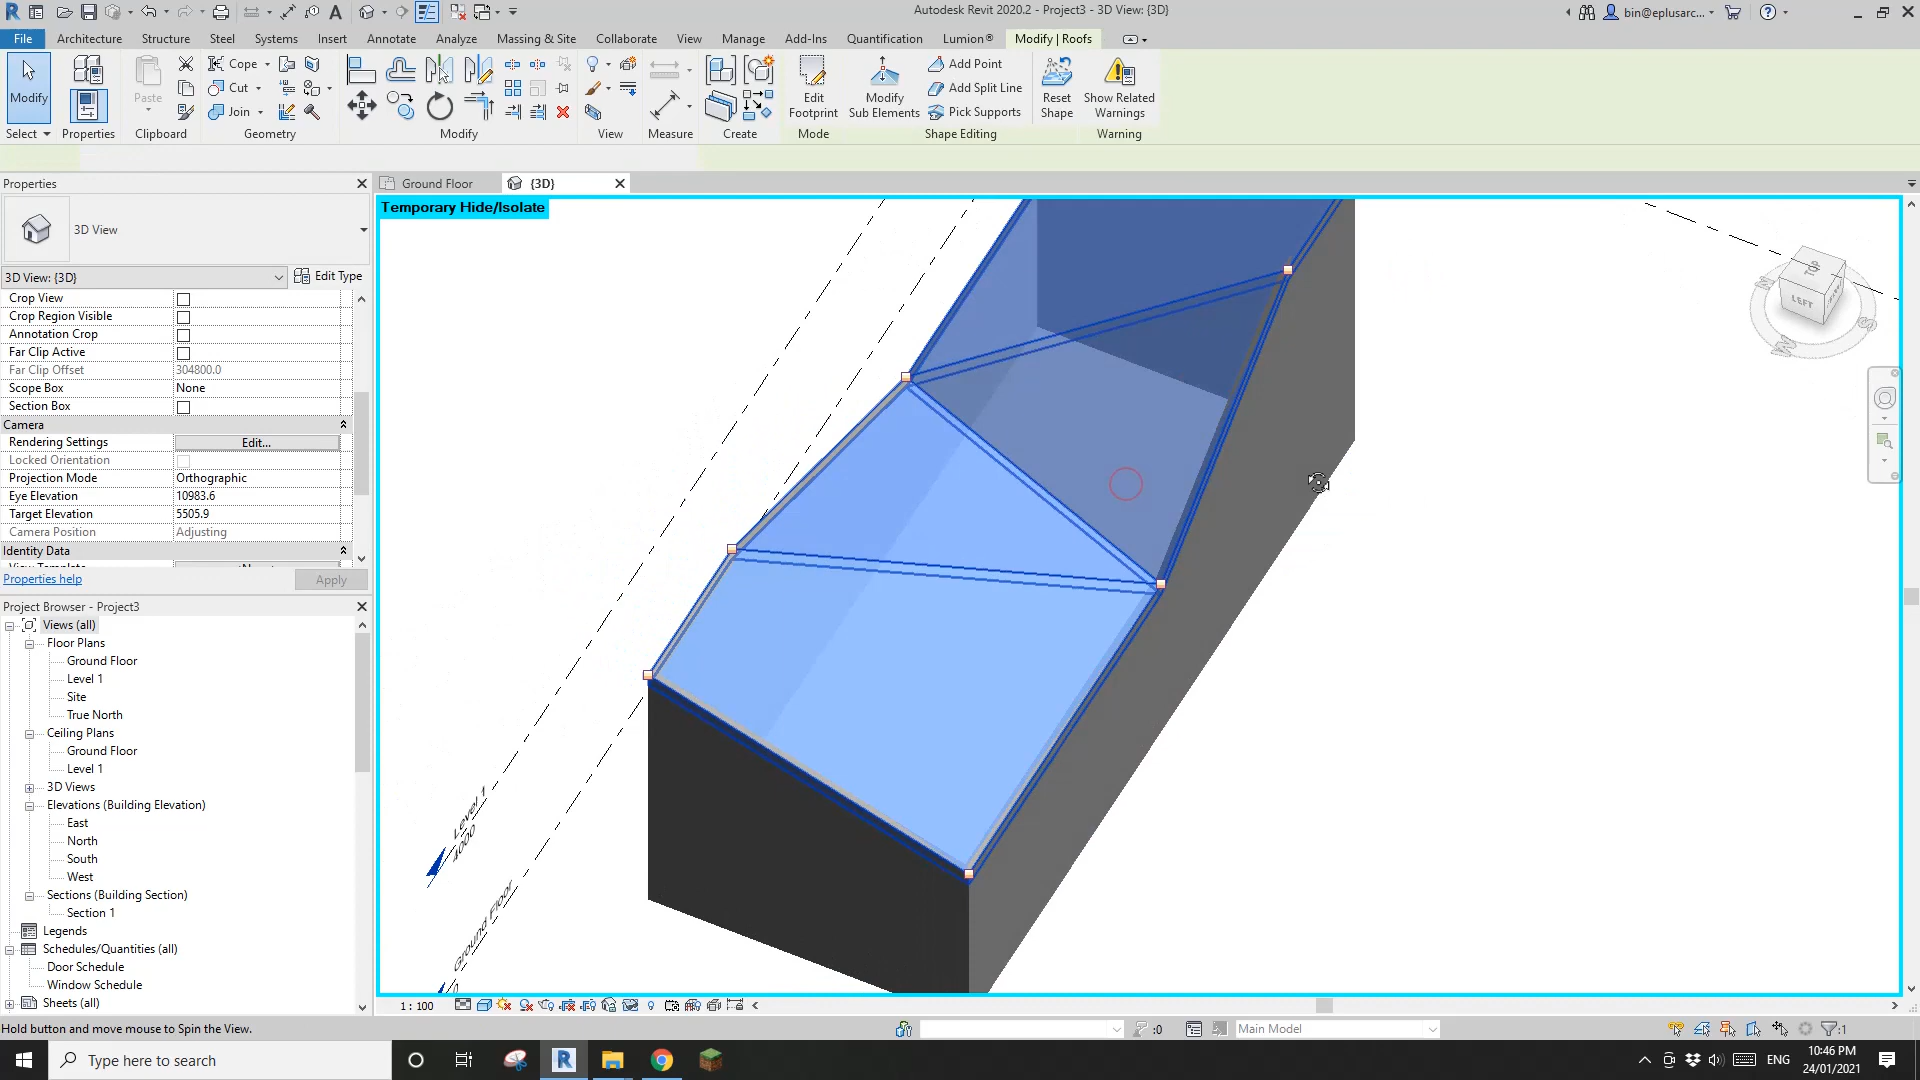 Autodesk Revit 2020.2 - Project3 - 3D View: {3D}
bin@eplusarc...
File Architecture Structure Steel Systems Insert Annotate Analyze Massing & Site Collaborate View Manage Add-Ins Quantification Lumion® Modify | Roofs
Modify
Paste
Cope
Cut
Join
Edit
Footprint
Modify
Sub Elements
Add Point
Add Split Line
Pick Supports
Reset
Shape
Show Related
Warnings
Select Properties Clipboard Geometry Modify View Measure Create Mode Shape Editing Warning
Properties
Ground Floor
{3D}
Temporary Hide/Isolate
3D View
3D View: {3D}
Edit Type
Crop View
Crop Region Visible
Annotation Crop
Far Clip Active
Far Clip Offset 304800.0
Scope Box None
Section Box
Camera
Rendering Settings Edit...
Locked Orientation
Projection Mode Orthographic
Eye Elevation 10983.6
Target Elevation 5505.9
Camera Position Adjusting
Identity Data
Properties help
Apply
Project Browser - Project3
Views (all)
Floor Plans
Ground Floor
Level 1
Site
True North
Ceiling Plans
Ground Floor
Level 1
3D Views
Elevations (Building Elevation)
East
North
South
West
Sections (Building Section)
Section 1
Legends
Schedules/Quantities (all)
Door Schedule
Window Schedule
Sheets (all)
Level 1
4000
Ground Floor
0
TOP
LEFT
W
S
1 : 100
Hold button and move mouse to Spin the View.
:0
Main Model
:1
Type here to search
ENG
10:46 PM
24/01/2021